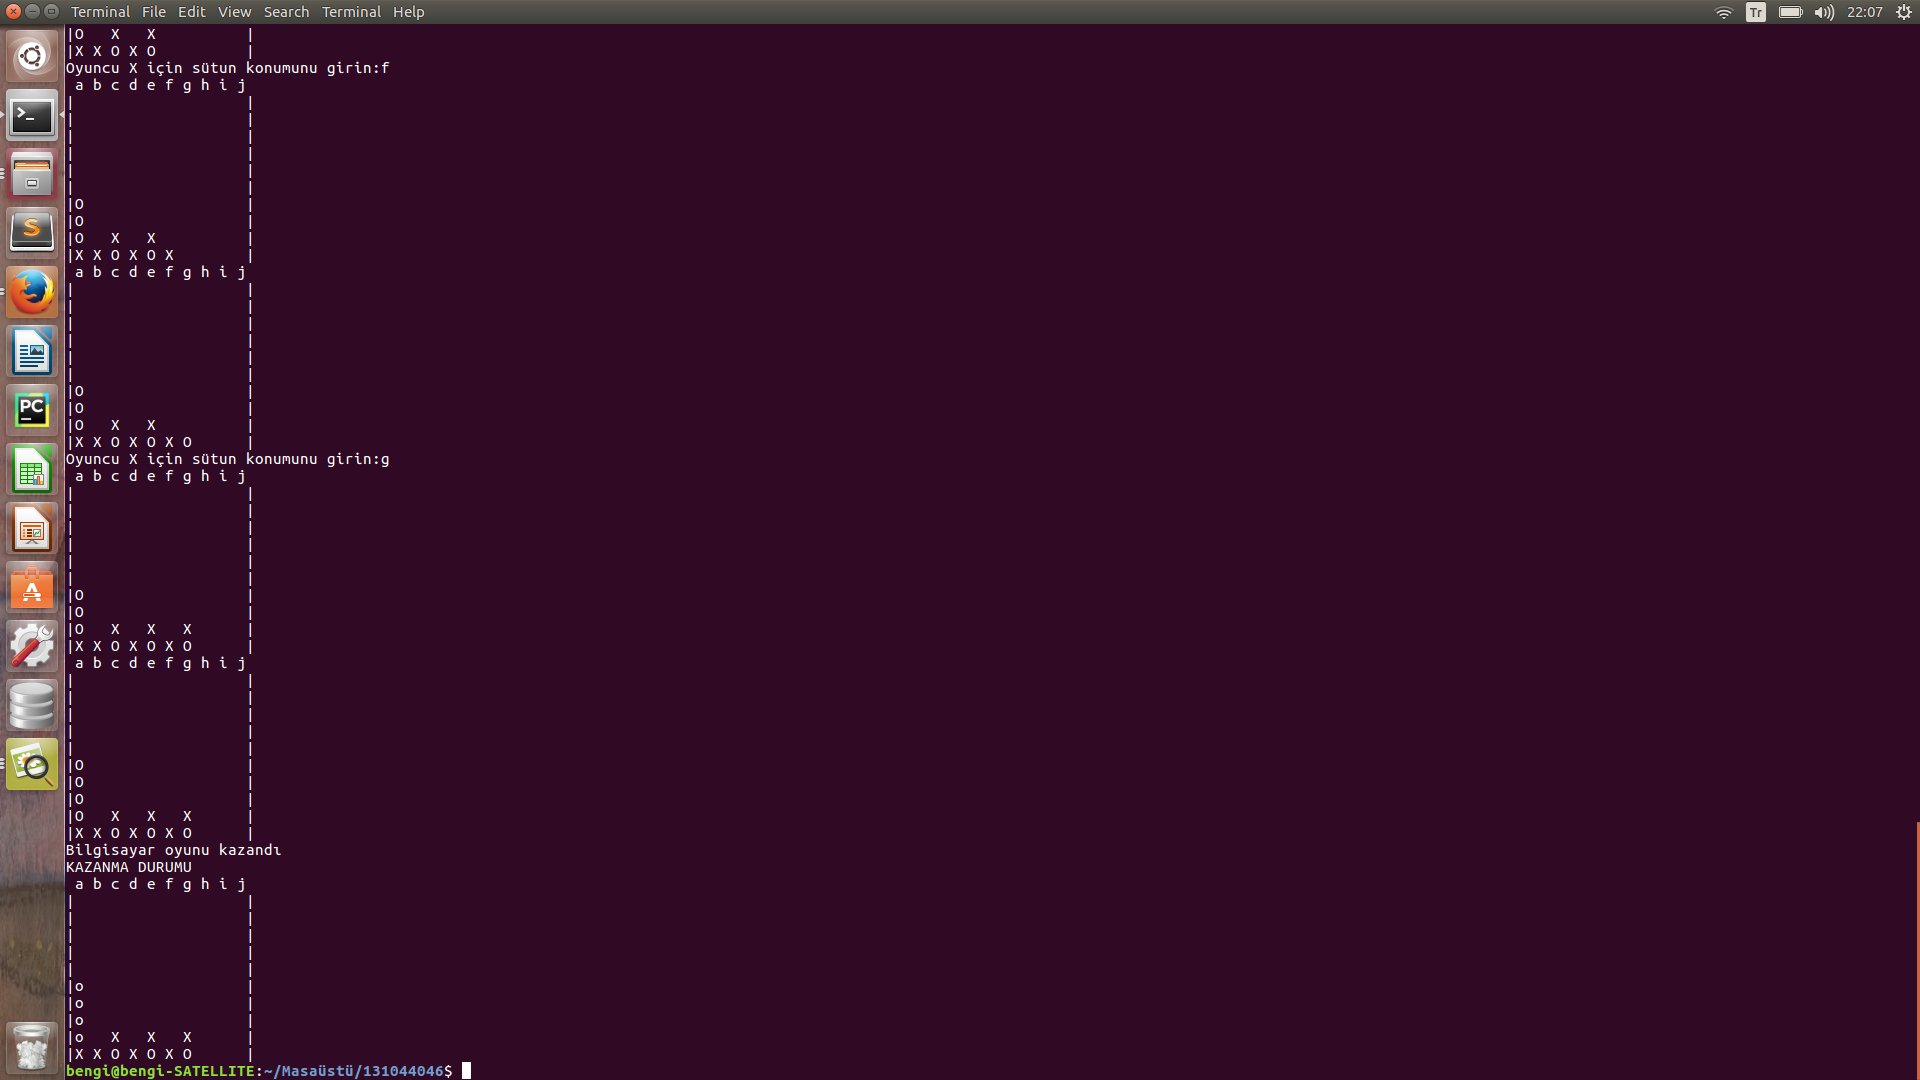 Terminal File Edit View Search Terminal Help Tr 22:07
|O   X   X          |
|X X O X O          |
Oyuncu X için sütun konumunu girin:f
 a b c d e f g h i j
|                   |
|                   |
|                   |
|                   |
|                   |
|                   |
|O                  |
|O                  |
|O   X   X          |
|X X O X O X        |
 a b c d e f g h i j
|                   |
|                   |
|                   |
|                   |
|                   |
|                   |
|O                  |
|O                  |
|O   X   X          |
|X X O X O X O      |
Oyuncu X için sütun konumunu girin:g
 a b c d e f g h i j
|                   |
|                   |
|                   |
|                   |
|                   |
|                   |
|O                  |
|O                  |
|O   X   X   X      |
|X X O X O X O      |
 a b c d e f g h i j
|                   |
|                   |
|                   |
|                   |
|                   |
|O                  |
|O                  |
|O                  |
|O   X   X   X      |
|X X O X O X O      |
Bilgisayar oyunu kazandı
KAZANMA DURUMU
 a b c d e f g h i j
|                   |
|                   |
|                   |
|                   |
|                   |
|o                  |
|o                  |
|o                  |
|o   X   X   X      |
|X X O X O X O      |
bengi@bengi-SATELLITE:~/Masaüstü/131044046$
S
PC
A